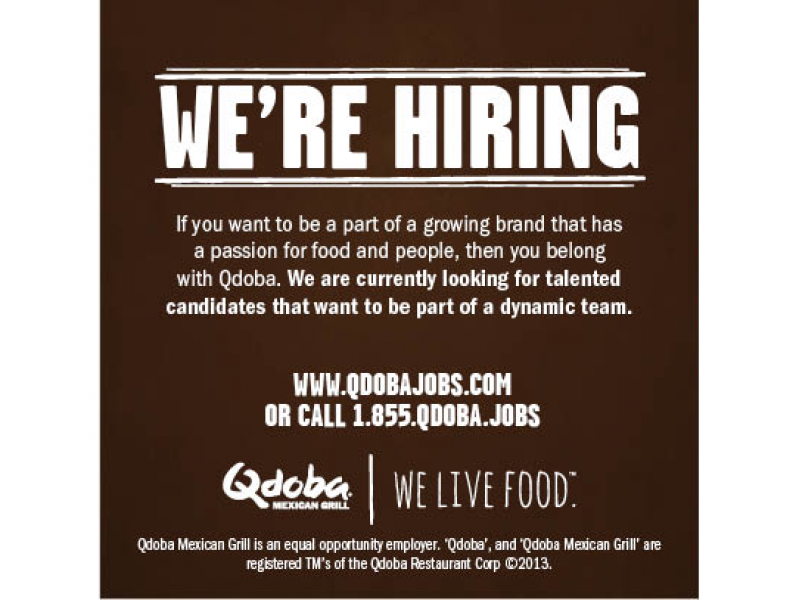 WE'RE HIRING
If you want to be a part of a growing brand that has
a passion for food and people, then you belong
with Qdoba. We are currently looking for talented
candidates that want to be part of a dynamic team.
WWW.QDOBAJOBS.COM
OR CALL 1.855.QDOBA.JOBS
Qdoba®
MEXICAN GRILL
WE LIVE FOOD.™
Qdoba Mexican Grill is an equal opportunity employer. 'Qdoba', and 'Qdoba Mexican Grill' are
registered TM's of the Qdoba Restaurant Corp ©2013.